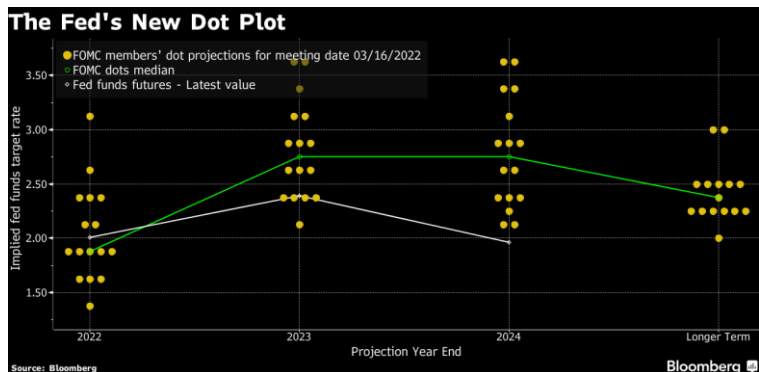 The Fed's New Dot Plot
FOMC members' dot projections for meeting date 03/16/2022
FOMC dots median
Fed funds futures - Latest value
Implied fed funds target rate
3.50
3.00
2.50
2.00
1.50
2022
2023
2024
Longer Term
Projection Year End
Source: Bloomberg
Bloomberg